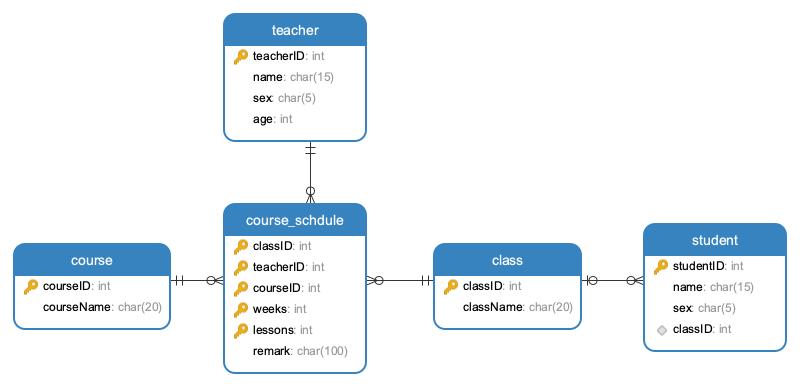 teacher
teacherID: int
name: char(15)
sex: char(5)
age: int
course
courseID: int
courseName: char(20)
course_schdule
classID: int
teacherID: int
courseID: int
weeks: int
lessons: int
remark: char(100)
class
classID: int
className: char(20)
student
studentID: int
name: char(15)
sex: char(5)
classID: int